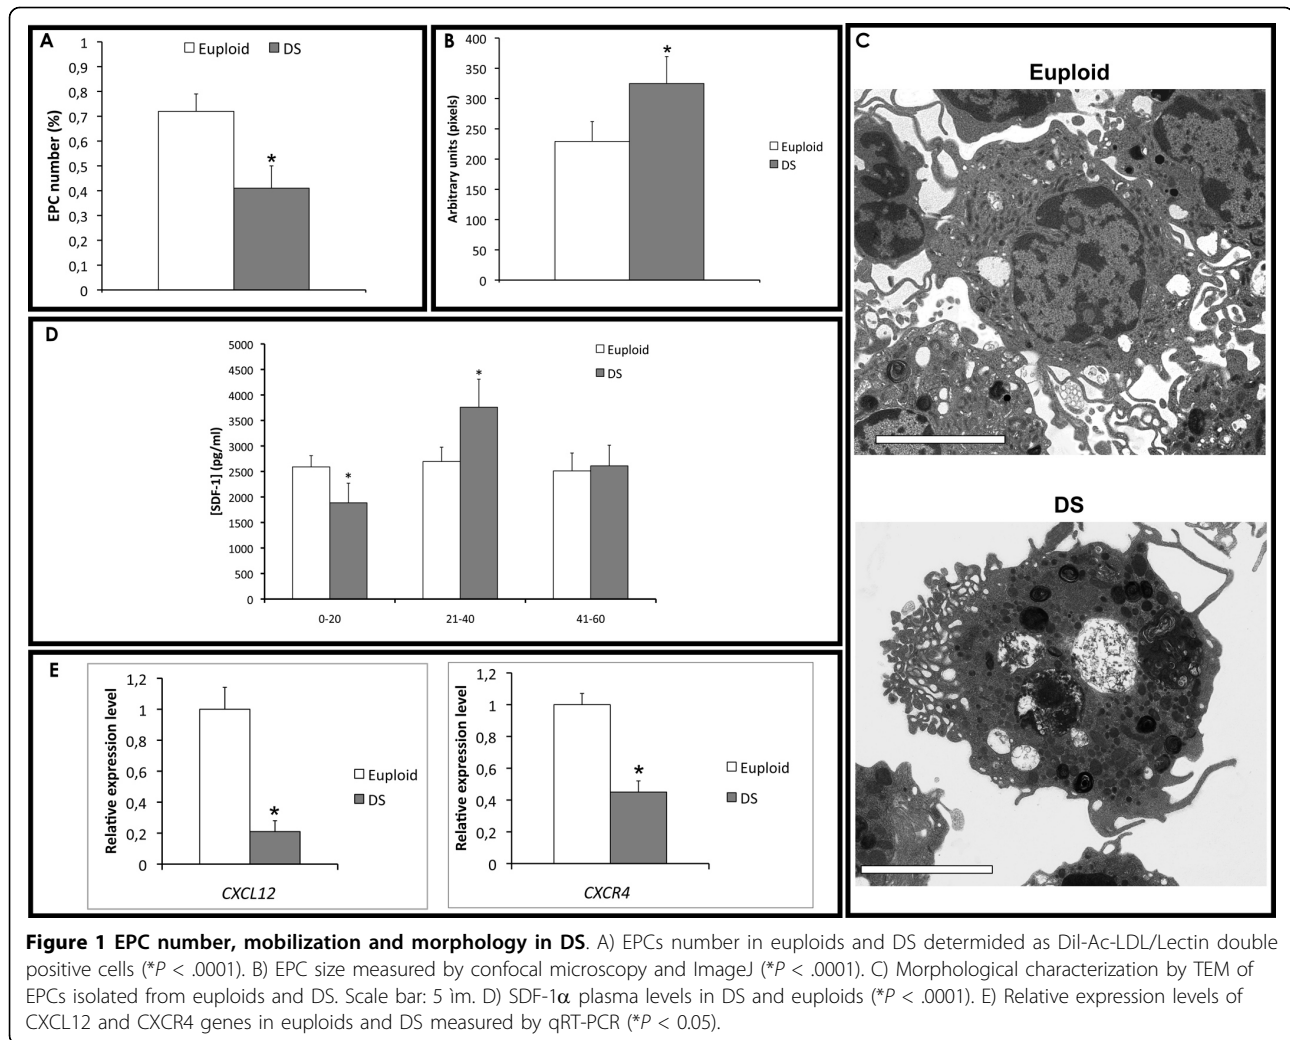 A
Euploid DS
1
0,9
0,8
0,7
0,6
0,5
0,4
0,3
0,2
0,1
0
EPC number (%)
*
B
400
350
300
250
200
150
100
50
0
Arbitrary units (pixels)
*
Euploid
DS
C
Euploid
DS
D
5000
4500
4000
3500
3000
2500
2000
1500
1000
500
0
[SDF-1] (pg/ml)
*
*
Euploid
DS
0-20 21-40 41-60
E
1,2
1
0,8
0,6
0,4
0,2
0
Relative expression level
*
Euploid
DS
CXCL12
1,2
1
0,8
0,6
0,4
0,2
0
Relative expression level
*
Euploid
DS
CXCR4
Figure 1 EPC number, mobilization and morphology in DS. A) EPCs number in euploids and DS determided as Dil-Ac-LDL/Lectin double
positive cells (*P < .0001). B) EPC size measured by confocal microscopy and ImageJ (*P < .0001). C) Morphological characterization by TEM of
EPCs isolated from euploids and DS. Scale bar: 5 ìm. D) SDF-1α plasma levels in DS and euploids (*P < .0001). E) Relative expression levels of
CXCL12 and CXCR4 genes in euploids and DS measured by qRT-PCR (*P < 0.05).